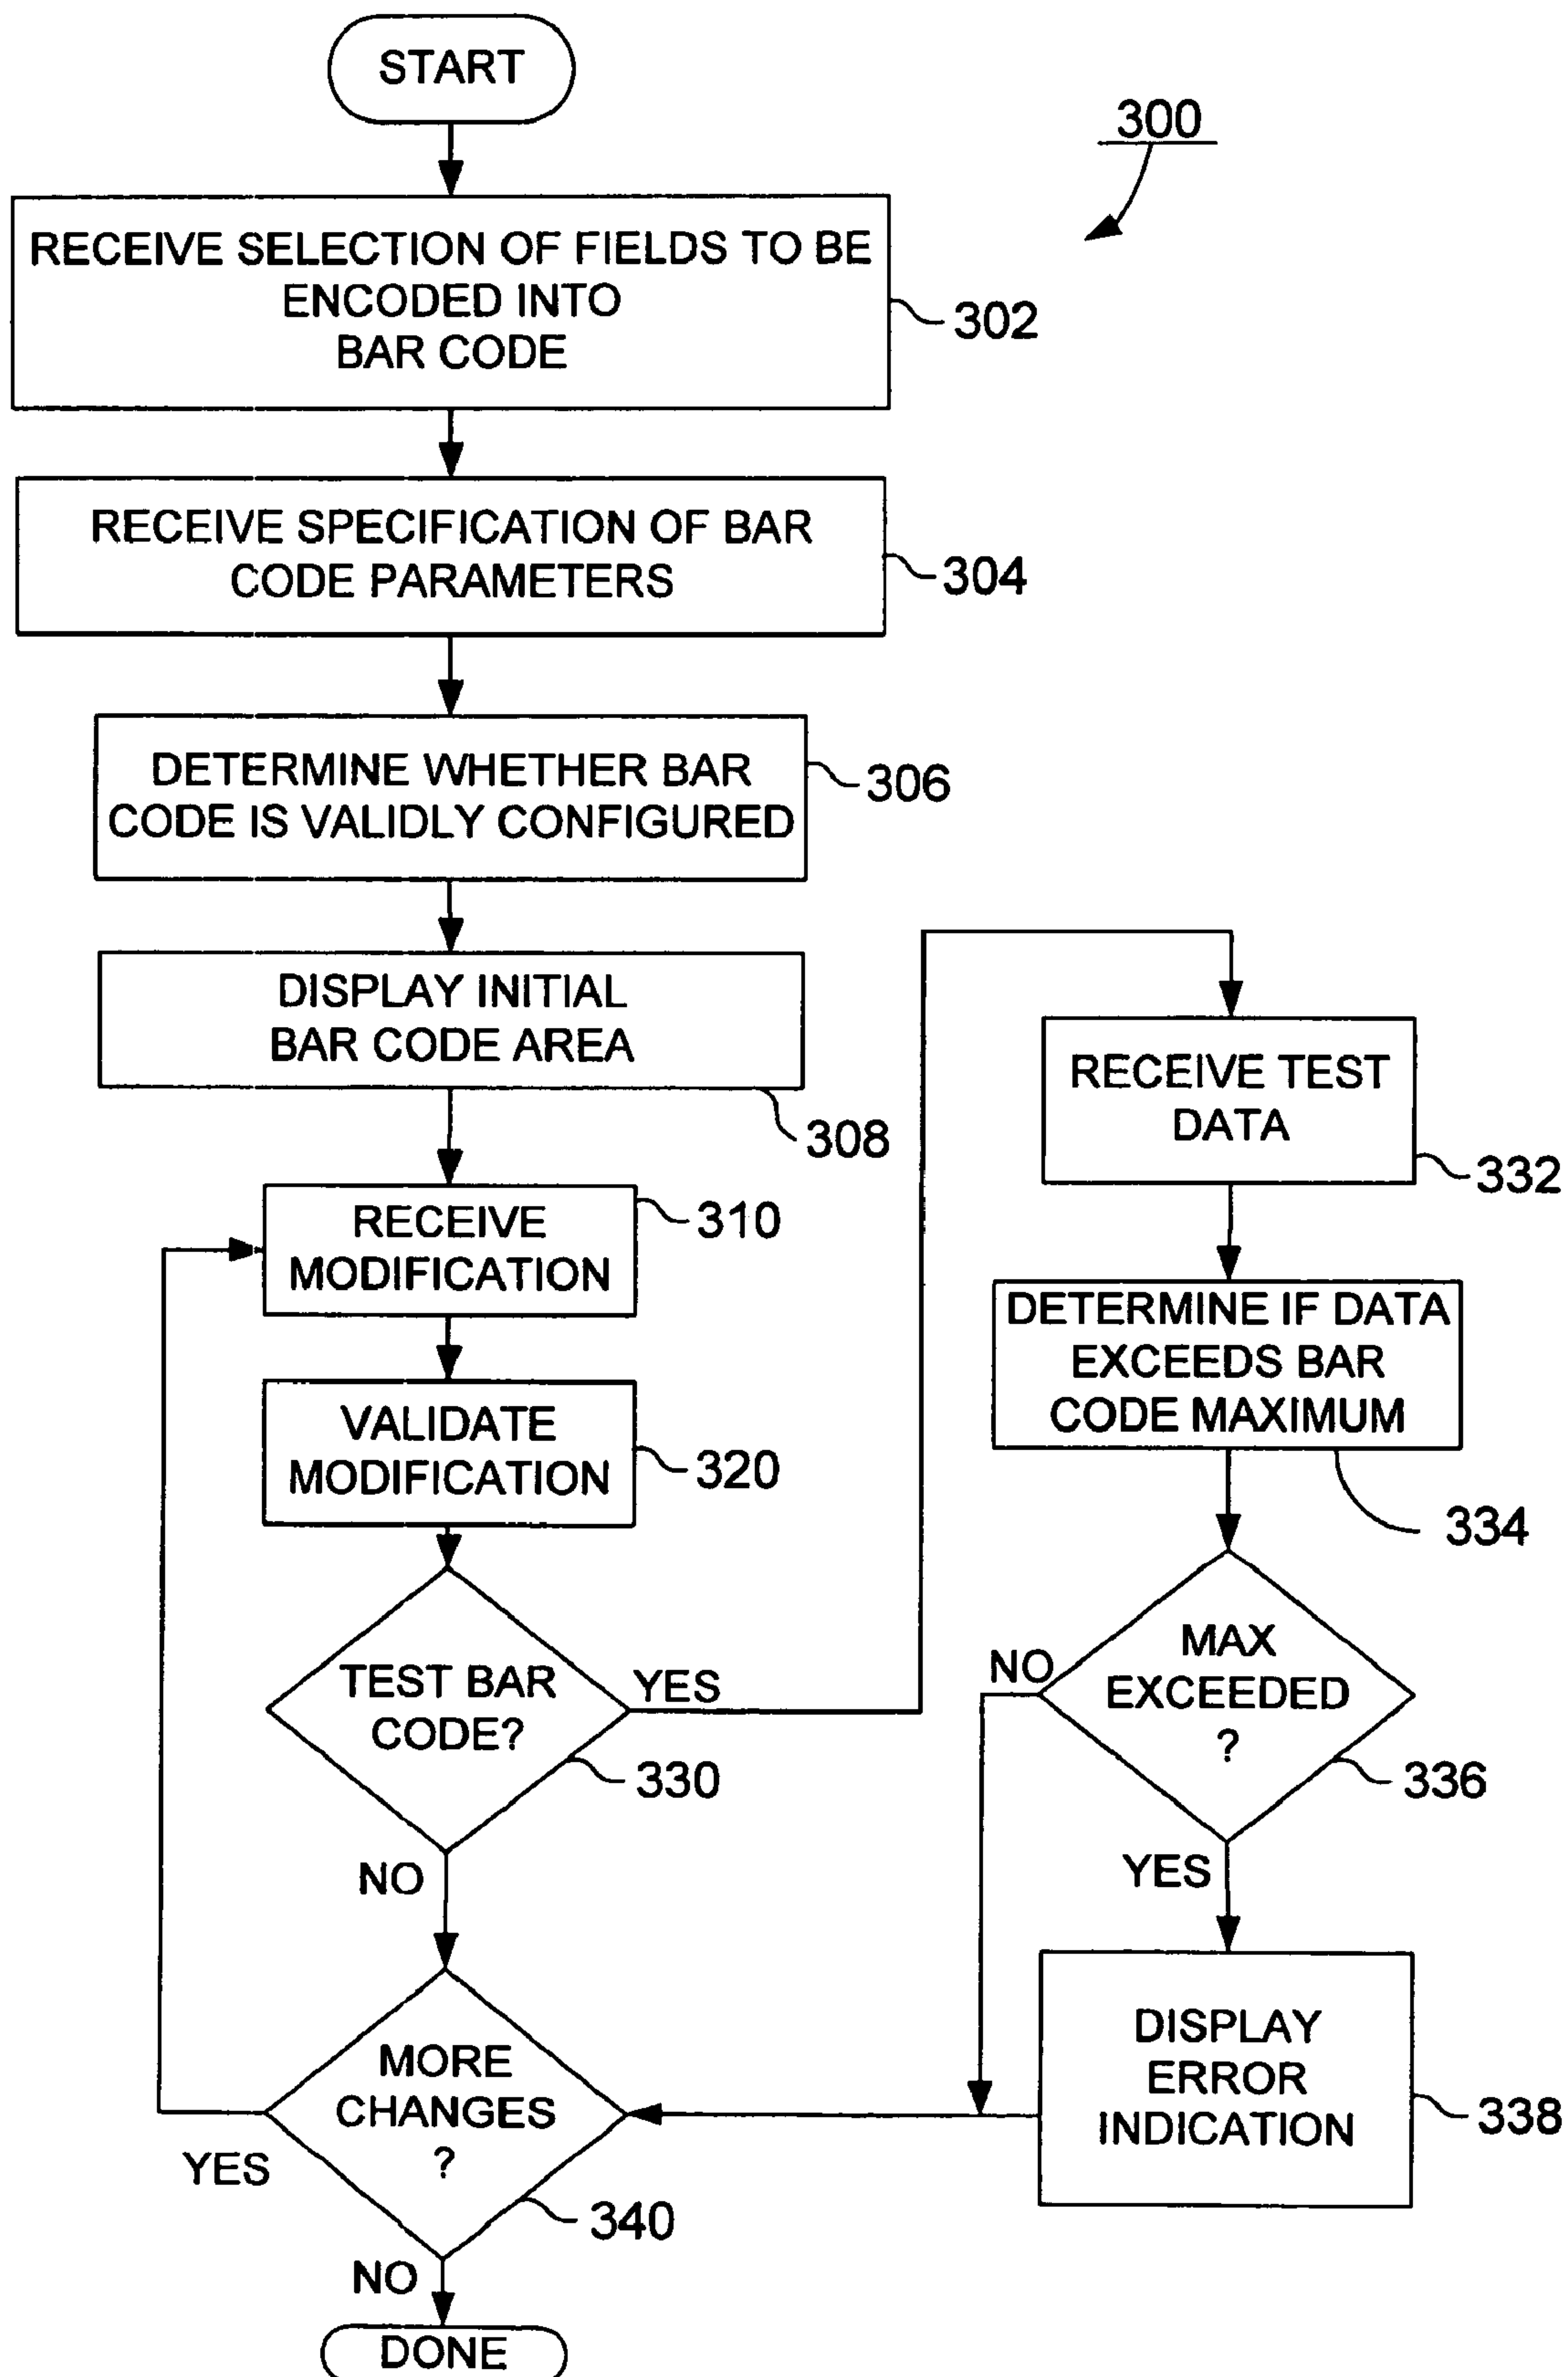 START
300
RECEIVE SELECTION OF FIELDS TO BE
ENCODED INTO
BAR CODE
302
RECEIVE SPECIFICATION OF BAR
CODE PARAMETERS
304
DETERMINE WHETHER BAR
CODE IS VALIDLY CONFIGURED
306
DISPLAY INITIAL
BAR CODE AREA
308
RECEIVE
MODIFICATION
310
VALIDATE
MODIFICATION
320
TEST BAR
CODE?
YES
330
NO
MORE
CHANGES
?
YES
340
NO
DONE
RECEIVE TEST
DATA
332
DETERMINE IF DATA
EXCEEDS BAR
CODE MAXIMUM
334
MAX
EXCEEDED
?
NO
336
YES
DISPLAY
ERROR
INDICATION
338